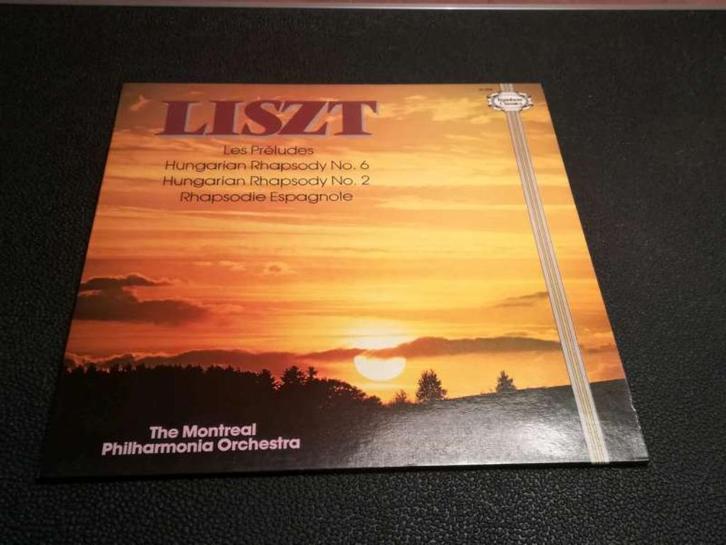 LISZT
Les Préludes
Hungarian Rhapsody No. 6
Hungarian Rhapsody No. 2
Rhapsodie Espagnole
The Montreal
Philharmonia Orchestra